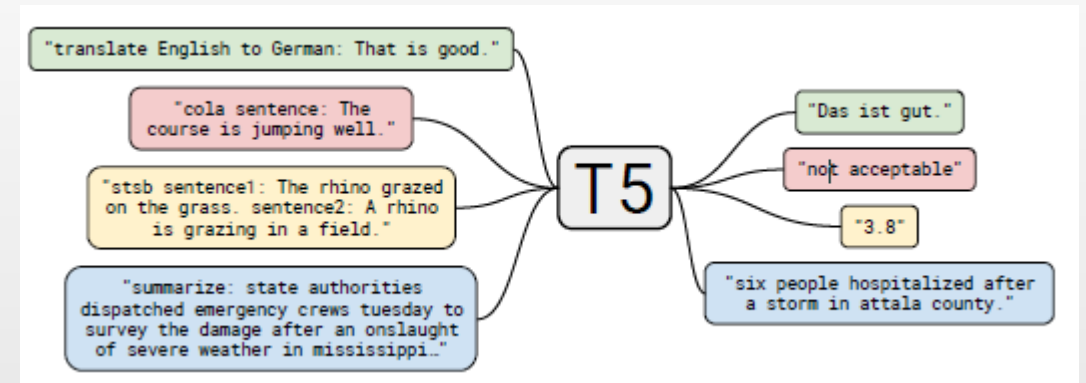 "translate English to German: That is good."
"cola sentence: The
course is jumping well."
"stsb sentence1: The rhino grazed
on the grass. sentence2: A rhino
is grazing in a field."
"summarize: state authorities
dispatched emergency crews tuesday to
survey the damage after an onslaught
of severe weather in mississippi…"
T5
"Das ist gut."
"not acceptable"
"3.8"
"six people hospitalized after
a storm in attala county."